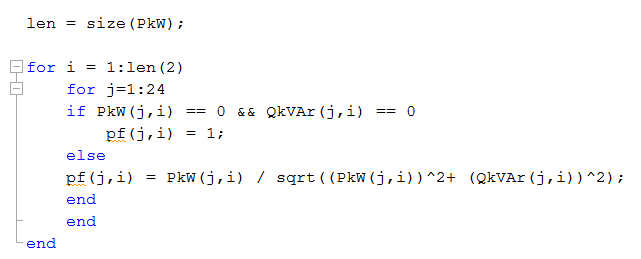 len = size(PkW);
for i = 1:len(2)
for j=1:24
if PkW(j,i) == 0 && QkVAr(j,i) == 0
pf(j,i) = 1;
else
pf(j,i) = PkW(j,i) / sqrt((PkW(j,i))^2+ (QkVAr(j,i))^2);
end
end
end